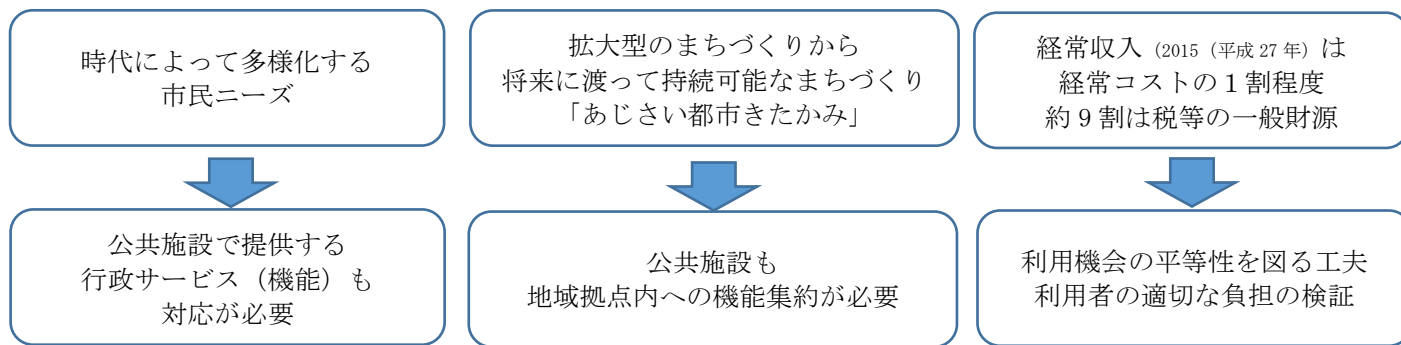 時代によって多様化する
市民ニーズ
拡大型のまちづくりから
将来に渡って持続可能なまちづくり
「あじさい都市きたかみ」
経常収入（2015（平成 27 年）は
経常コストの１割程度
約 9 割は税等の一般財源
公共施設で提供する
行政サービス（機能）も
対応が必要
公共施設も
地域拠点内への機能集約が必要
利用機会の平等性を図る工夫
利用者の適切な負担の検証